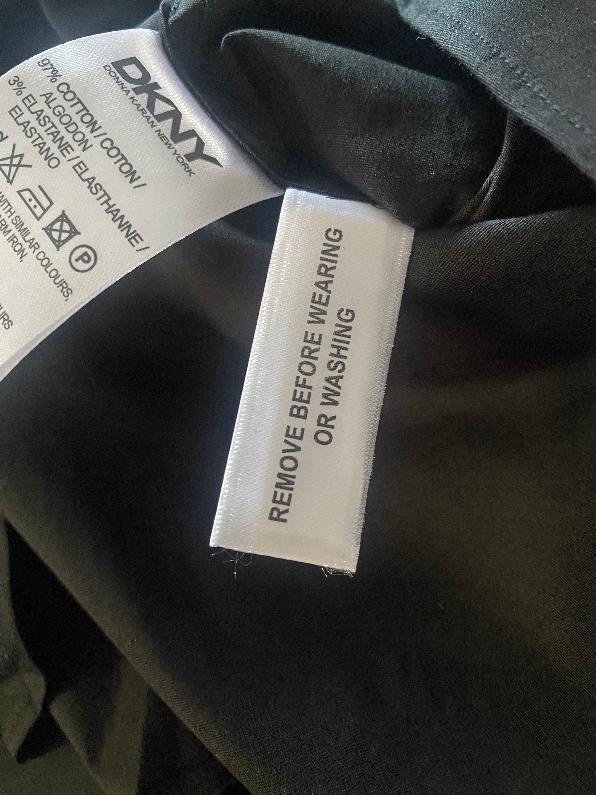 DKNY
DONNA KARAN NEW YORK
97% COTTON / COTON /
ALGODON
3% ELASTANE / ELASTHANNE /
ELASTANO
P
WITH SIMILAR COLOURS,
IRON,
REMOVE BEFORE WEARING
OR WASHING